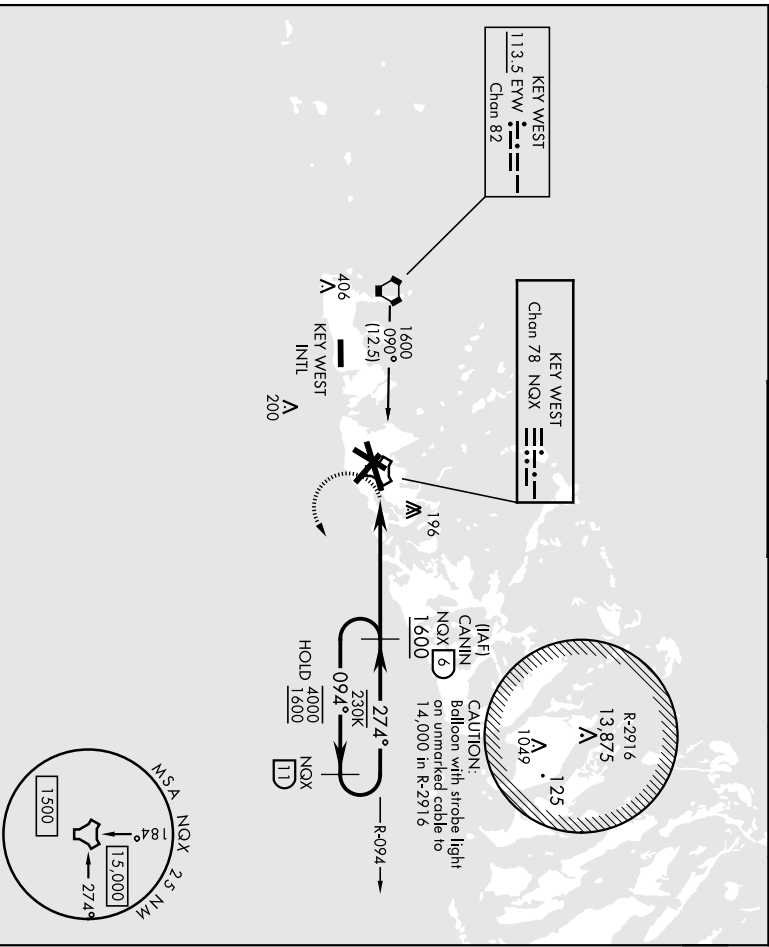 KEY WEST
113.5 EYW
Chan 82
KEY WEST
Chan 78 NQX
406
1600
090°
(12.5)
KEY WEST
INTL
200
196
(IAF)
CANIN
NQX 6
1600
R-2916
13,875
1049
125
CAUTION:
Balloon with strobe light
on unmarked cable to
14,000 in R-2916
274°
230K
094°
HOLD 4000
1600
NQX
11
R-094
MSA NQX 25 NM
1500
184°
15,000
274°